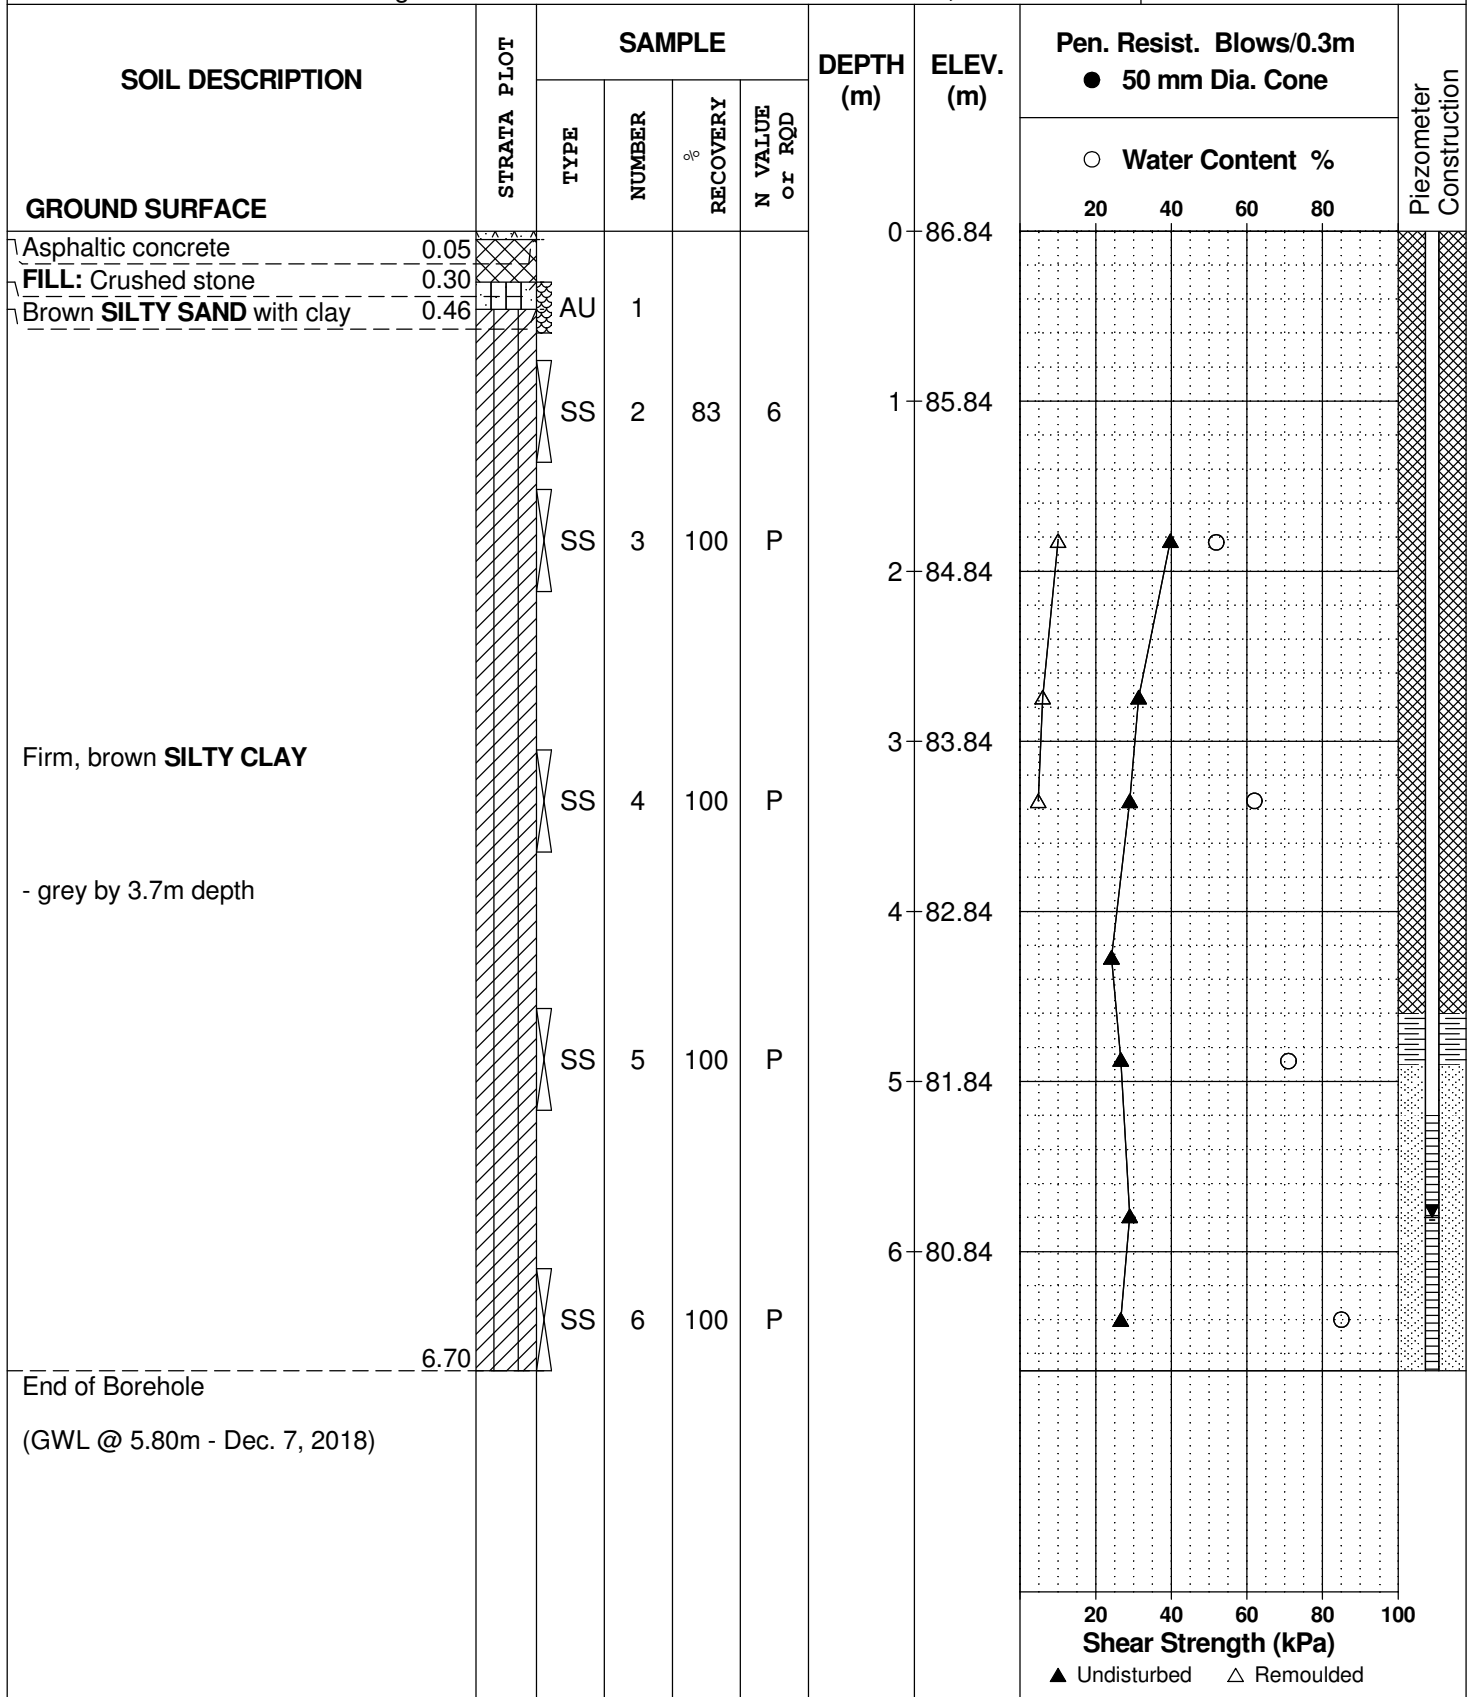 SOIL DESCRIPTION
GROUND SURFACE
STRATA PLOT
SAMPLE
TYPE
NUMBER
% RECOVERY
N VALUE or RQD
DEPTH (m)
ELEV. (m)
Pen. Resist. Blows/0.3m
● 50 mm Dia. Cone
○ Water Content %
20 40 60 80
Piezometer Construction
Asphaltic concrete 0.05
FILL: Crushed stone 0.30
Brown SILTY SAND with clay 0.46
0 86.84
AU 1
SS 2 83 6
1 85.84
SS 3 100 P
2 84.84
Firm, brown SILTY CLAY
3 83.84
SS 4 100 P
- grey by 3.7m depth
4 82.84
SS 5 100 P
5 81.84
6 80.84
SS 6 100 P
6.70
End of Borehole
(GWL @ 5.80m - Dec. 7, 2018)
20 40 60 80 100
Shear Strength (kPa)
▲ Undisturbed △ Remoulded